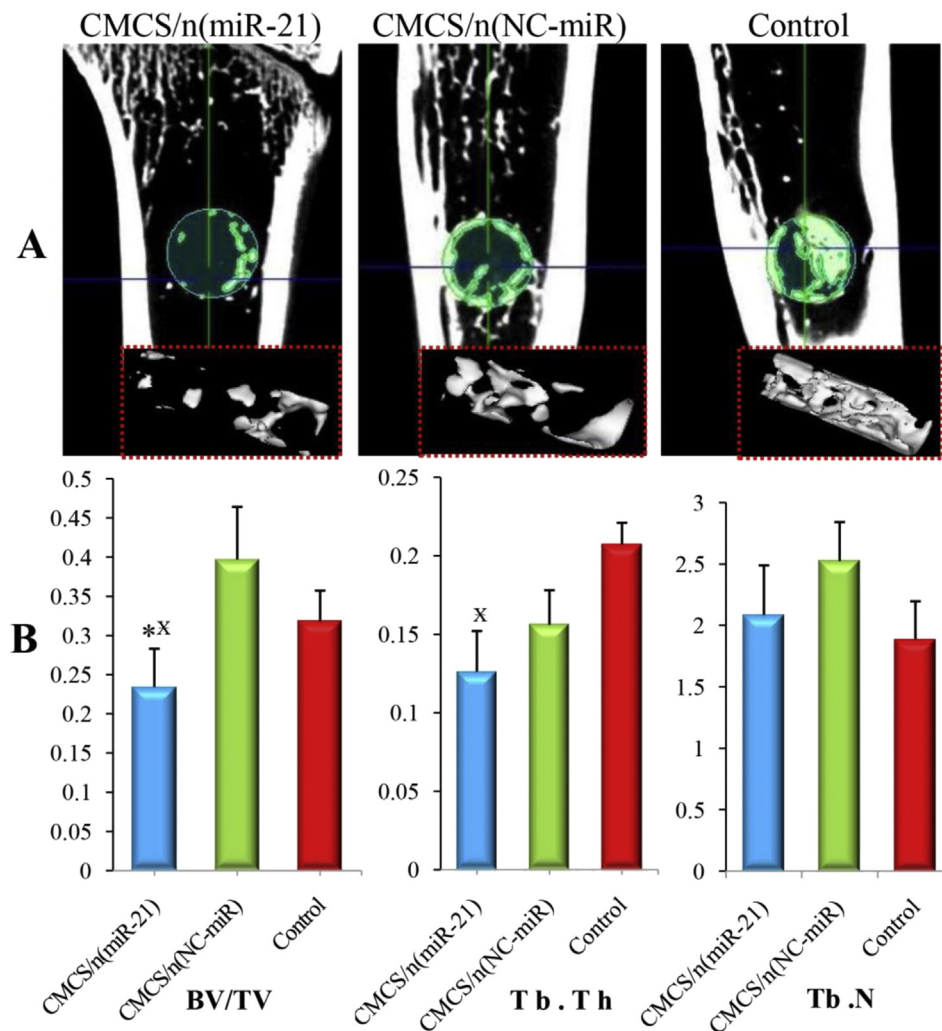 CMCS/n(miR-21) CMCS/n(NC-miR) Control
A
0.5
0.45
0.4
0.35
0.3
0.25
0.2
0.15
0.1
0.05
0
*x
CMCS/n(miR-21)
CMCS/n(NC-miR)
Control
BV/TV
0.25
0.2
0.15
0.1
0.05
0
x
CMCS/n(miR-21)
CMCS/n(NC-miR)
Control
T b . T h
3
2.5
2
1.5
1
0.5
0
CMCS/n(miR-21)
CMCS/n(NC-miR)
Control
Tb .N
B